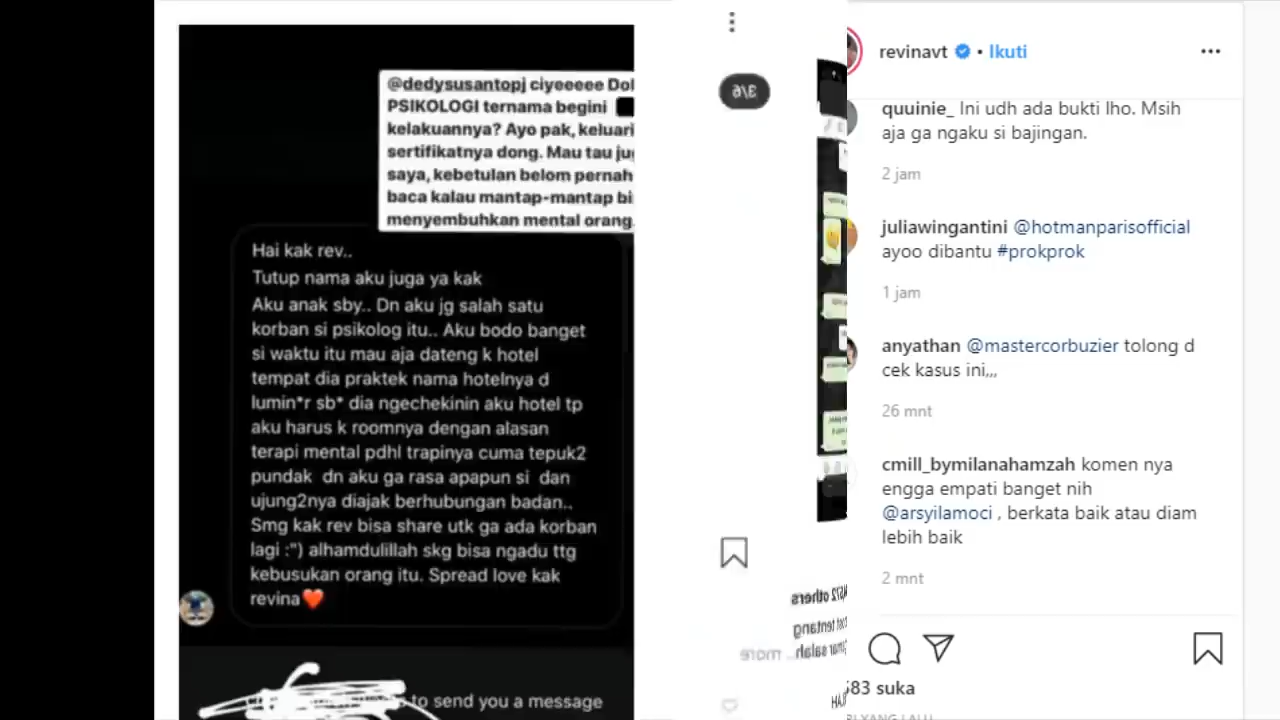 @dedysusantopj ciyeeeee Dol
PSIKOLOGI ternama begini
kelakuannya? Ayo pak, keluari
sertifikatnya dong. Mau tau ju
saya, kebetulan belom pernah
baca kalau mantap-mantap bi
menyembuhkan mental orang.
Hai kak rev..
Tutup nama aku juga ya kak
Aku anak sby.. Dn aku jg salah satu
korban si psikolog itu.. Aku bodo banget
si waktu itu mau aja dateng k hotel
tempat dia praktek nama hotelnya d
lumin*r sb* dia ngechekinin aku hotel tp
aku harus k roomnya dengan alasan
terapi mental pdhl trapinya cuma tepuk2
pundak dn aku ga rasa apapun si dan
ujung2nya diajak berhubungan badan..
Smg kak rev bisa share utk ga ada korban
lagi :") alhamdulillah skg bisa ngadu ttg
kebusukan orang itu. Spread love kak
revina❤️
to send you a message
3/6
others
tentang
salah
... more
revinavt • Ikuti
quuinie_ Ini udh ada bukti lho. Msih
aja ga ngaku si bajingan.
2 jam
juliawingantini @hotmanparisofficial
ayoo dibantu #prokprok
1 jam
anyathan @mastercorbuzier tolong d
cek kasus ini,,,
26 mnt
cmill_bymilanahamzah komen nya
engga empati banget nih
@arsyilamoci , berkata baik atau diam
lebih baik
2 mnt
583 suka